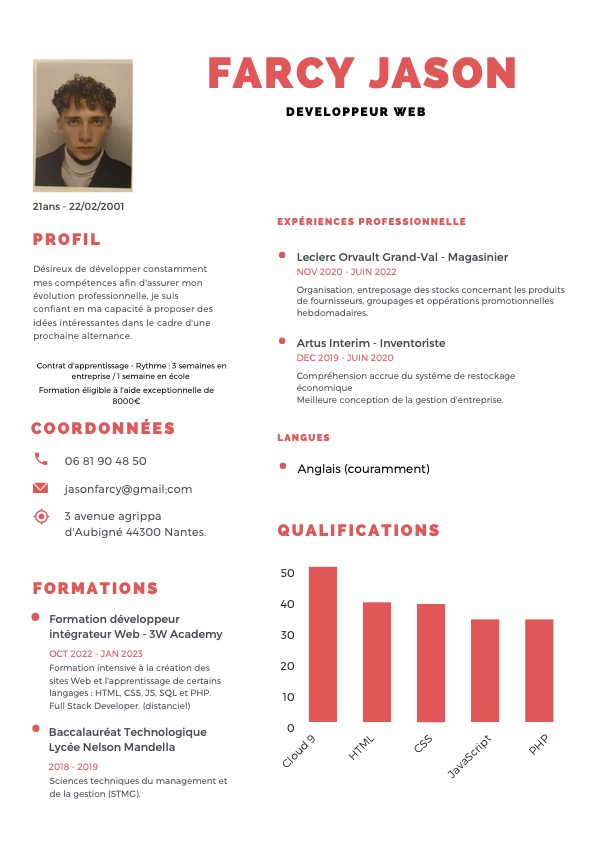 FARCY JASON
DEVELOPPEUR WEB
21ans - 22/02/2001
PROFIL
Désireux de développer constamment
mes compétences afin d'assurer mon
évolution professionnelle, je suis
confiant en ma capacité à proposer des
idées intéressantes dans le cadre d'une
prochaine alternance.
Contrat d'apprentissage - Rythme : 3 semaines en
entreprise / 1 semaine en école
Formation éligible à l'aide exceptionnelle de
8000€
COORDONNÉES
06 81 90 48 50
jasonfarcy@gmail;com
3 avenue agrippa
d'Aubigné 44300 Nantes.
FORMATIONS
Formation développeur
intégrateur Web - 3W Academy
OCT 2022 - JAN 2023
Formation intensive à la création des
sites Web et l'apprentissage de certains
langages : HTML, CSS, JS, SQL et PHP.
Full Stack Developer. (distanciel)
Baccalauréat Technologique
Lycée Nelson Mandella
2018 - 2019
Sciences techniques du management et
de la gestion (STMG).
EXPÉRIENCES PROFESSIONNELLE
Leclerc Orvault Grand-Val - Magasinier
NOV 2020 - JUIN 2022
Organisation, entreposage des stocks concernant les produits
de fournisseurs, groupages et oppérations promotionnelles
hebdomadaires.
Artus Interim - Inventoriste
DEC 2019 - JUIN 2020
Compréhension accrue du systéme de restockage
économique
Meilleure conception de la gestion d'entreprise.
LANGUES
Anglais (couramment)
QUALIFICATIONS
50
40
30
20
10
0
Cloud 9
HTML
CSS
JavaScript
PHP